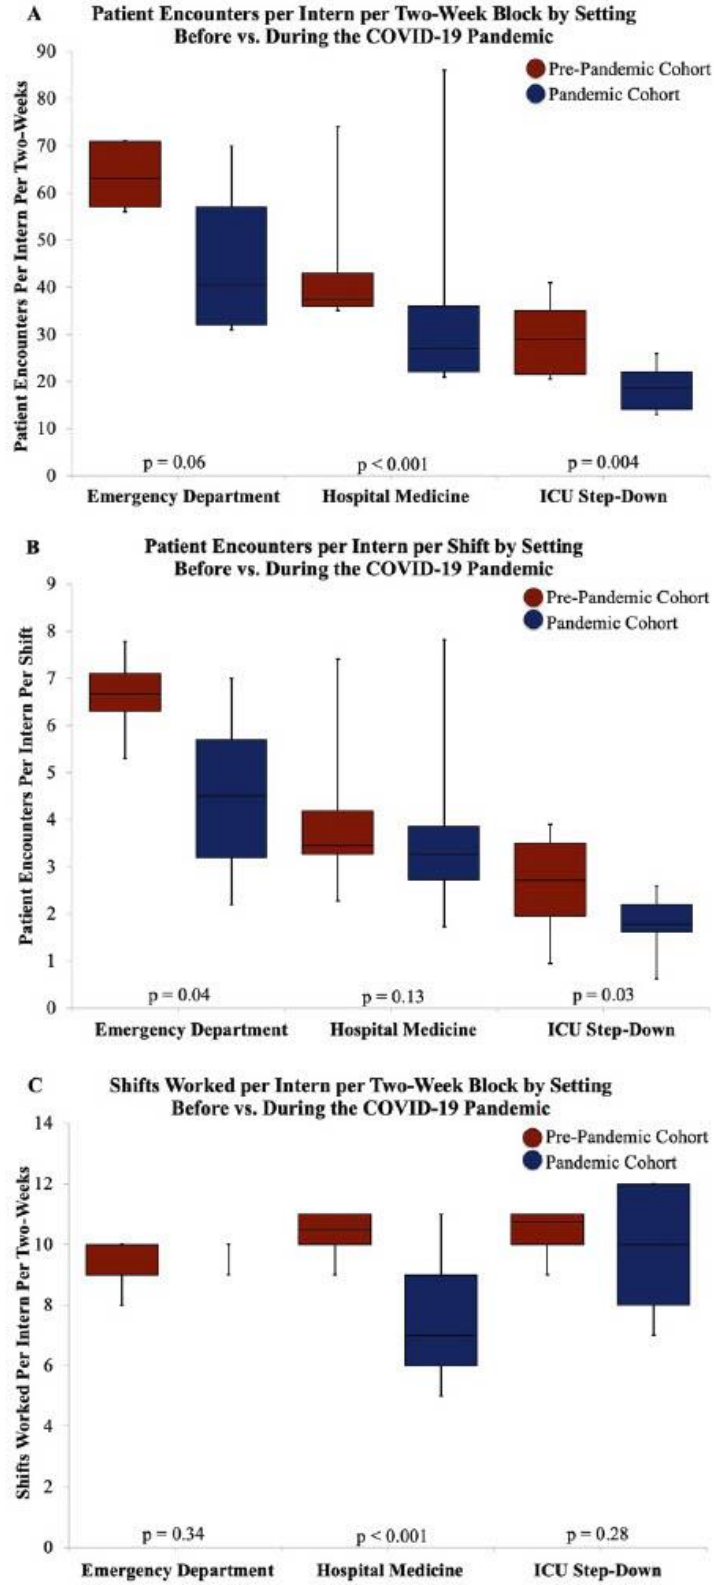 A
Patient Encounters per Intern per Two-Week Block by Setting
Before vs. During the COVID-19 Pandemic
Patient Encounters Per Intern Per Two-Weeks
90
80
70
60
50
40
30
20
10
0
Pre-Pandemic Cohort
Pandemic Cohort
p = 0.06
p < 0.001
p = 0.004
Emergency Department
Hospital Medicine
ICU Step-Down
B
Patient Encounters per Intern per Shift by Setting
Before vs. During the COVID-19 Pandemic
Patient Encounters Per Intern Per Shift
9
8
7
6
5
4
3
2
1
0
Pre-Pandemic Cohort
Pandemic Cohort
p = 0.04
p = 0.13
p = 0.03
Emergency Department
Hospital Medicine
ICU Step-Down
C
Shifts Worked per Intern per Two-Week Block by Setting
Before vs. During the COVID-19 Pandemic
Shifts Worked Per Intern Per Two-Weeks
14
12
10
8
6
4
2
0
Pre-Pandemic Cohort
Pandemic Cohort
p = 0.34
p < 0.001
p = 0.28
Emergency Department
Hospital Medicine
ICU Step-Down